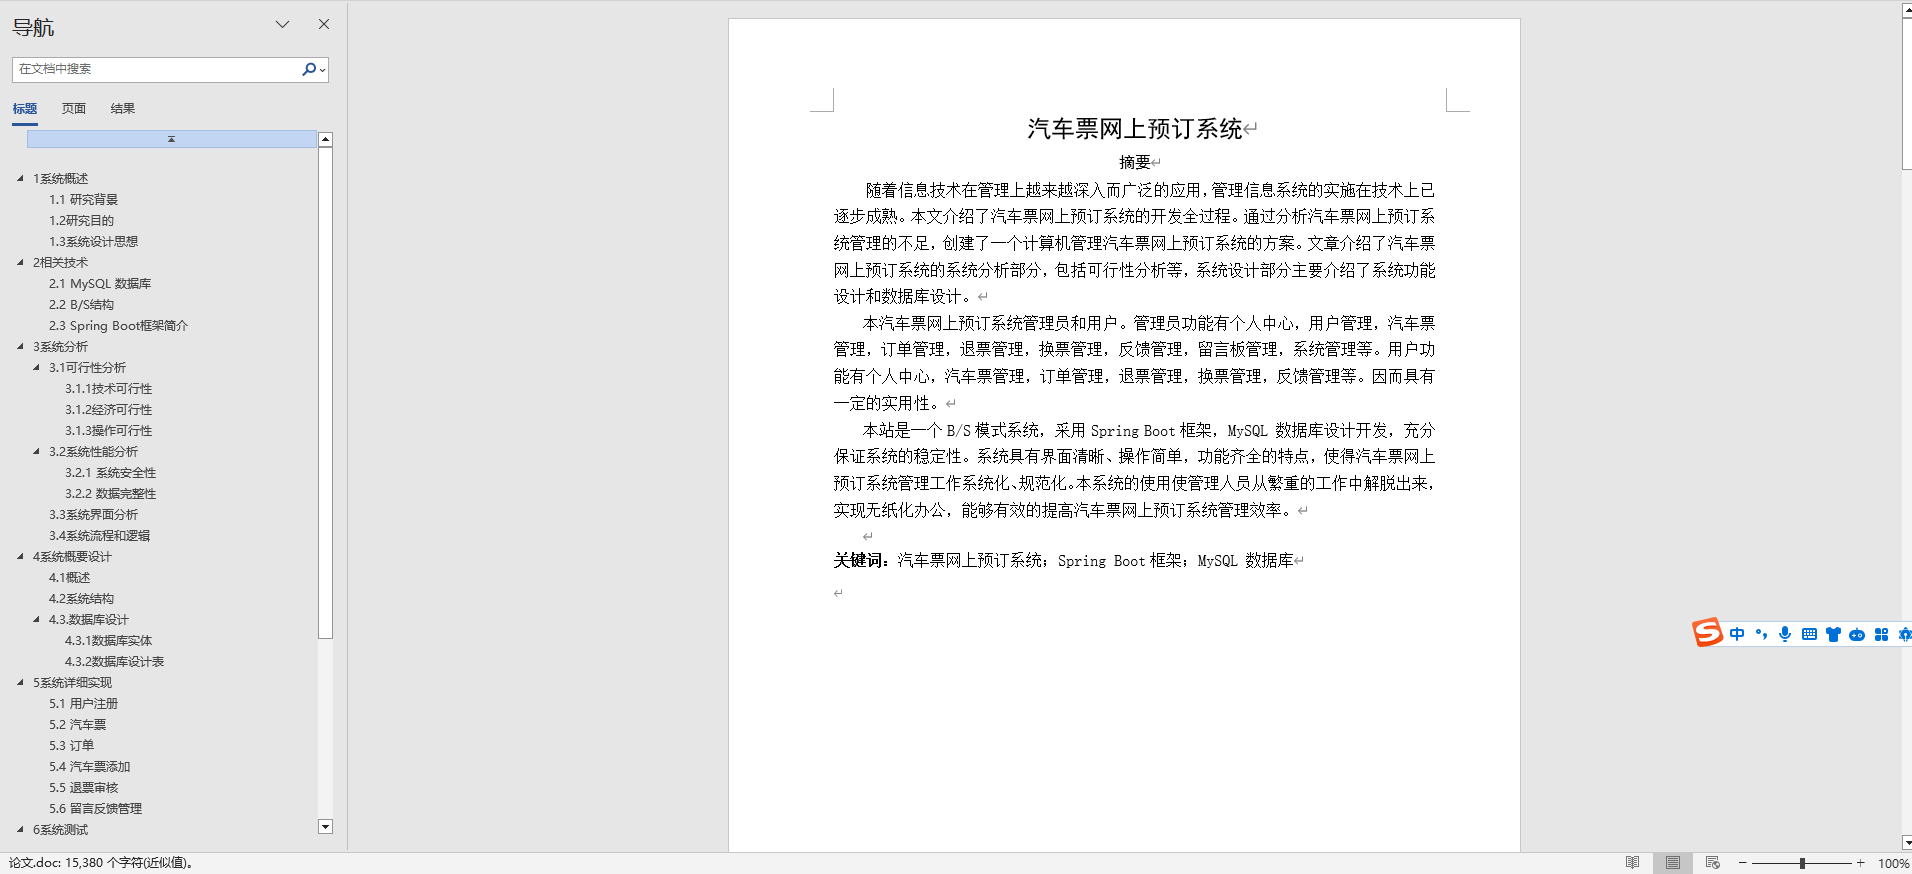 导航
在文档中搜索
标题 页面 结果
1系统概述
1.1 研究背景
1.2研究目的
1.3系统设计思想
2相关技术
2.1 MySQL 数据库
2.2 B/S结构
2.3 Spring Boot框架简介
3系统分析
3.1可行性分析
3.1.1技术可行性
3.1.2经济可行性
3.1.3操作可行性
3.2系统性能分析
3.2.1 系统安全性
3.2.2 数据完整性
3.3系统界面分析
3.4系统流程和逻辑
4系统概要设计
4.1概述
4.2系统结构
4.3.数据库设计
4.3.1数据库实体
4.3.2数据库设计表
5系统详细实现
5.1 用户注册
5.2 汽车票
5.3 订单
5.4 汽车票添加
5.5 退票审核
5.6 留言反馈管理
6系统测试
汽车票网上预订系统
摘要
随着信息技术在管理上越来越深入而广泛的应用，管理信息系统的实施在技术上已
逐步成熟。本文介绍了汽车票网上预订系统的开发全过程。通过分析汽车票网上预订系
统管理的不足，创建了一个计算机管理汽车票网上预订系统的方案。文章介绍了汽车票
网上预订系统的系统分析部分，包括可行性分析等，系统设计部分主要介绍了系统功能
设计和数据库设计。
本汽车票网上预订系统管理员和用户。管理员功能有个人中心，用户管理，汽车票
管理，订单管理，退票管理，换票管理，反馈管理，留言板管理，系统管理等。用户功
能有个人中心，汽车票管理，订单管理，退票管理，换票管理，反馈管理等。因而具有
一定的实用性。
本站是一个 B/S 模式系统，采用 Spring Boot 框架，MySQL 数据库设计开发，充分
保证系统的稳定性。系统具有界面清晰、操作简单，功能齐全的特点，使得汽车票网上
预订系统管理工作系统化、规范化。本系统的使用使管理人员从繁重的工作中解脱出来，
实现无纸化办公，能够有效的提高汽车票网上预订系统管理效率。
关键词：汽车票网上预订系统；Spring Boot 框架；MySQL 数据库
中
论文.doc: 15,380 个字符(近似值)。
100%